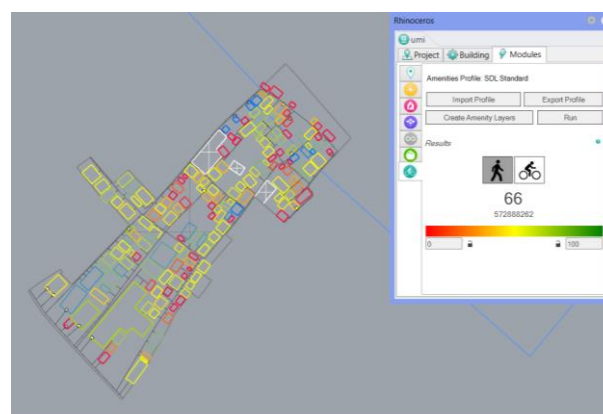 Rhinoceros
umi
Project Building Modules
Amenities Profile: SDL Standard
Import Profile Export Profile
Create Amenity Layers Run
Results
66
572888262
0 100